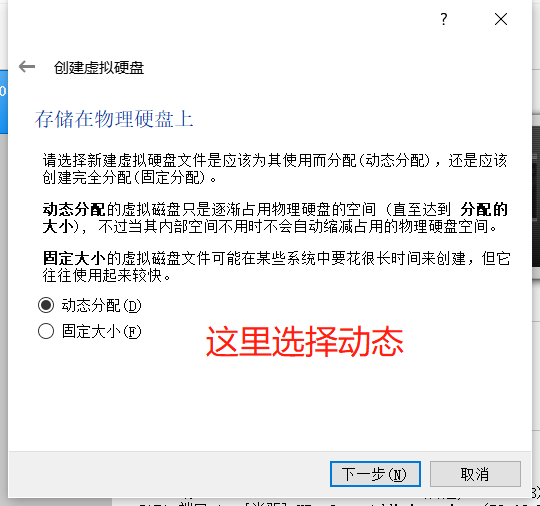 ?
创建虚拟硬盘
存储在物理硬盘上
请选择新建虚拟硬盘文件是应该为其使用而分配(动态分配)，还是应该
创建完全分配(固定分配)。
动态分配的虚拟磁盘只是逐渐占用物理硬盘的空间 (直至达到 分配的
大小)，不过当其内部空间不用时不会自动缩减占用的物理硬盘空间。
固定大小的虚拟磁盘文件可能在某些系统中要花很长时间来创建，但它
往往使用起来较快。
动态分配(D)
固定大小(F)
这里选择动态
下一步(N)
取消